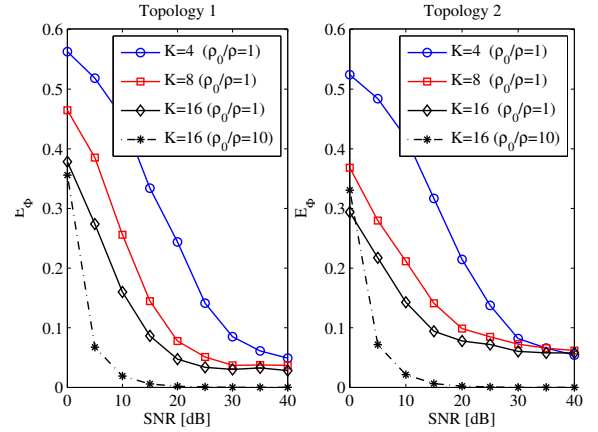 Topology 1
0.6
0.5
0.4
0.3
0.2
0.1
0
E_Φ
K=4 (ρ₀/ρ=1)
K=8 (ρ₀/ρ=1)
K=16 (ρ₀/ρ=1)
K=16 (ρ₀/ρ=10)
0 10 20 30 40
SNR [dB]
Topology 2
0.6
0.5
0.4
0.3
0.2
0.1
0
E_Φ
K=4 (ρ₀/ρ=1)
K=8 (ρ₀/ρ=1)
K=16 (ρ₀/ρ=1)
K=16 (ρ₀/ρ=10)
0 10 20 30 40
SNR [dB]